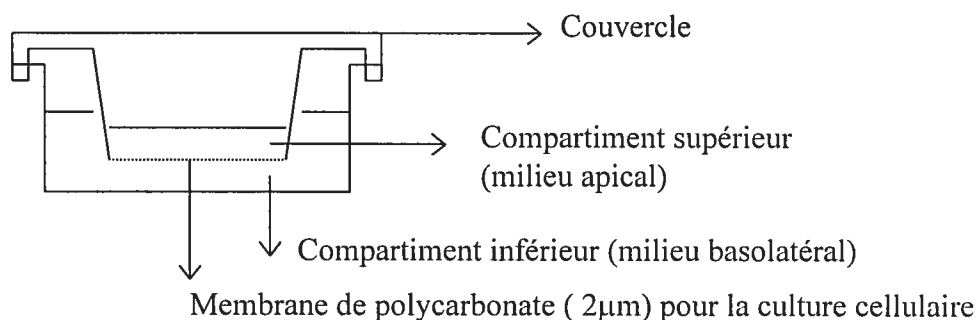 Couvercle
Compartiment supérieur
(milieu apical)
Compartiment inférieur (milieu basolatéral)
Membrane de polycarbonate ( 2µm) pour la culture cellulaire